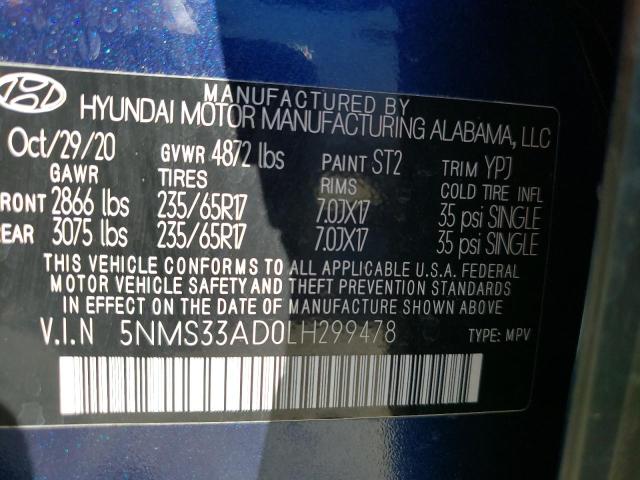 MANUFACTURED BY
HYUNDAI MOTOR MANUFACTURING ALABAMA, LLC
Oct/29/20 GVWR 4872 lbs PAINT ST2 TRIM YPJ
GAWR TIRES RIMS COLD TIRE INFL
FRONT 2866 lbs 235/65R17 7.0JX17 35 psi SINGLE
REAR 3075 lbs 235/65R17 7.0JX17 35 psi SINGLE
THIS VEHICLE CONFORMS TO ALL APPLICABLE U.S.A. FEDERAL
MOTOR VEHICLE SAFETY AND THEFT PREVENTION STANDARDS
IN EFFECT ON THE DATE OF MANUFACTURE SHOWN ABOVE.
V.I.N 5NMS33AD0LH299478 TYPE: MPV